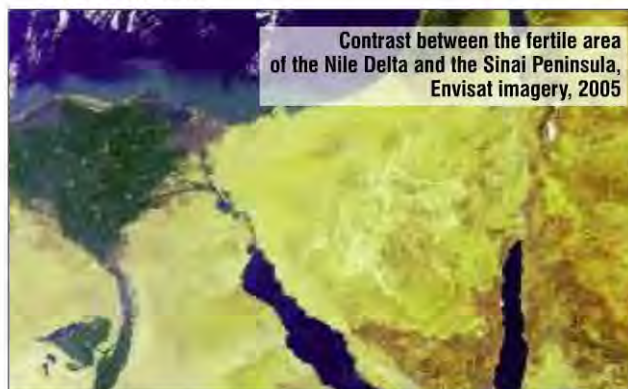 Contrast between the fertile area
of the Nile Delta and the Sinai Peninsula,
Envisat imagery, 2005